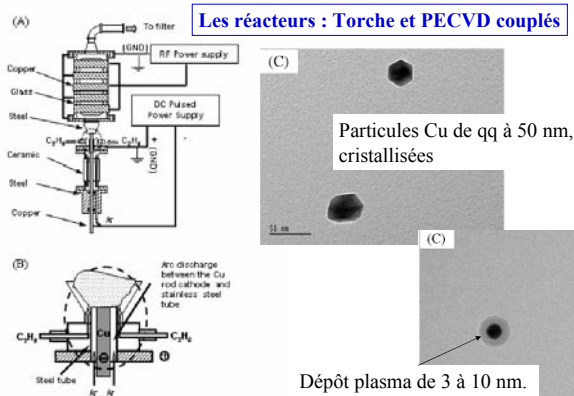 Les réacteurs : Torche et PECVD couplés
(A)
To filter
(GND)
RF Power supply
Copper
Glass
DC Pulsed
Power Supply
Steel
+
-
(GND)
Ceramic
Steel
Copper
Ar
(B)
Arc discharge
between the Cu
rod cathode and
stainless steel
tube
Cu
Steel tube
Ar Ar
(C)
Particules Cu de qq à 50 nm,
cristallisées
50 nm
(C)
Dépôt plasma de 3 à 10 nm.